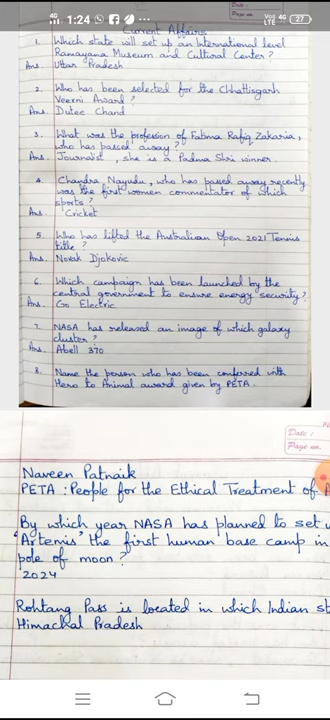 4G 1:24 Vo) 4G LTE 27
Date :
Page no.
Current Affairs
1. Which state will set up an International level
Ramayana Museum and Cultural Center?
Ans. Uttar Pradesh
2. Who has been selected for the Chhattisgarh
Veerni Award?
Ans. Dutee Chand
3. What was the profession of Fatima Rafiq Zakaria,
who has passed away?
Ans. Journalist, she is a Padma Shri winner.
4. Chandra Nayudu, who has passed away recently
was the first women commentator of which
sports?
Ans. Cricket
5. Who has lifted the Australian Open 2021 Tennis
title?
Ans. Novak Djokovic
6. Which campaign has been launched by the
central government to ensure energy security?
Ans. Go Electric
7. NASA has released an image of which galaxy
cluster?
Ans. Abell 370
8. Name the person who has been conferred with
Hero to Animal award given by PETA.
Date :
Page no.
Naveen Patnaik
PETA : People for the Ethical Treatment of A
By which year NASA has planned to set u
'Artemis' the first human base camp in
pole of moon?
2024
Rohtang Pass is located in which Indian st
Himachal Pradesh